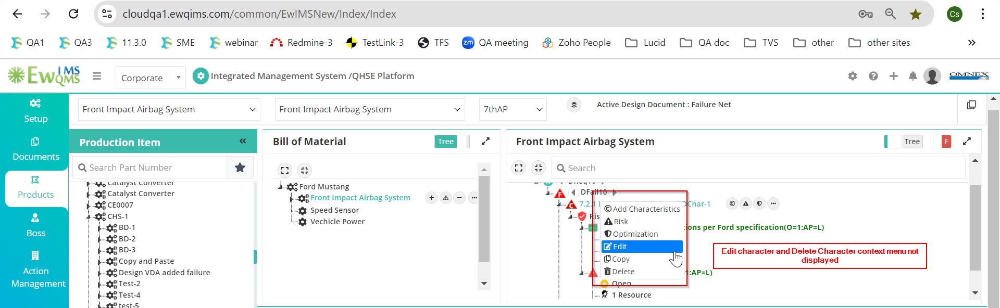 cloudqa1.ewqims.com/common/EwIMSNew/Index/Index
Cs
QA1 QA3 11.3.0 SME webinar Redmine-3 TestLink-3 TFS zm QA meeting Zoho People Lucid QA doc TVS other other sites
EwIMS QMS Corporate Integrated Management System /QHSE Platform OMNEX
Setup
Documents
Products
Boss
Action
Management
Front Impact Airbag System Front Impact Airbag System 7thAP Active Design Document : Failure Net
Production Item
Search Part Number
Catalyst Converter
Catalyst Converter
CE0007
CHS-1
BD-1
BD-2
BD-3
Copy and Paste
Design VDA added failure
Test-2
Test-4
test-5
Bill of Material Tree
Ford Mustang
Front Impact Airbag System
Speed Sensor
Vechicle Power
Front Impact Airbag System Tree F
Search
DReq10
F DFail10
C 7.2.1 DChar-1
Ris
ions per Ford specification(O=1:AP=L)
1:AP=L)
Open
1 Resource
Add Characteristics
Risk
Optimization
Edit
Copy
Delete
Edit character and Delete Character context menu not
displayed